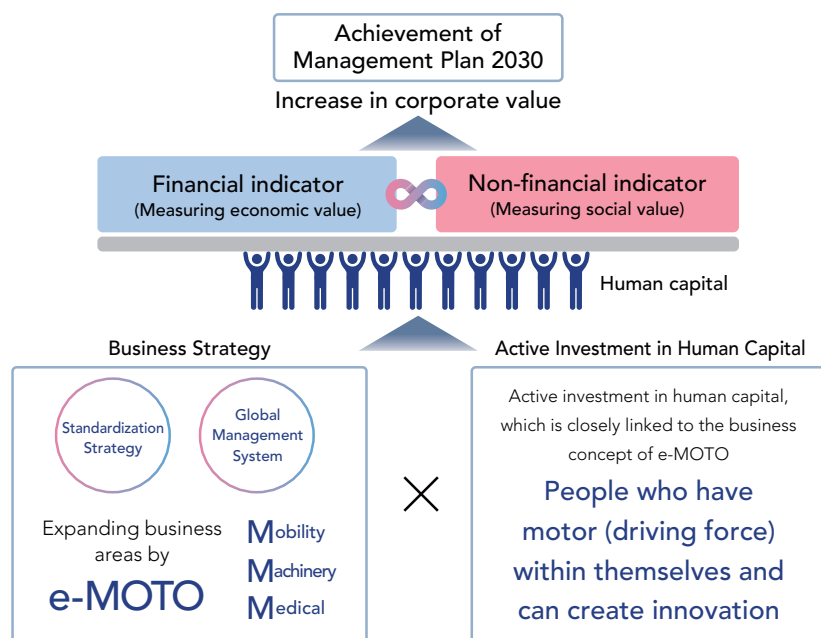 Achievement of
Management Plan 2030
Increase in corporate value
Financial indicator
(Measuring economic value)
Non-financial indicator
(Measuring social value)
Human capital
Business Strategy
Standardization
Strategy
Global
Management
System
Expanding business
areas by
e-MOTO
Mobility
Machinery
Medical
Active Investment in Human Capital
Active investment in human capital,
which is closely linked to the business
concept of e-MOTO
People who have
motor (driving force)
within themselves and
can create innovation